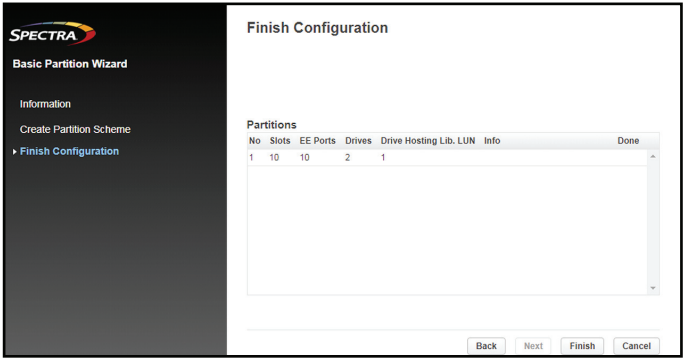 SPECTRA
Basic Partition Wizard
Information
Create Partition Scheme
Finish Configuration
Finish Configuration
Partitions
No Slots EE Ports Drives Drive Hosting Lib. LUN Info Done
1 10 10 2 1
Back Next Finish Cancel